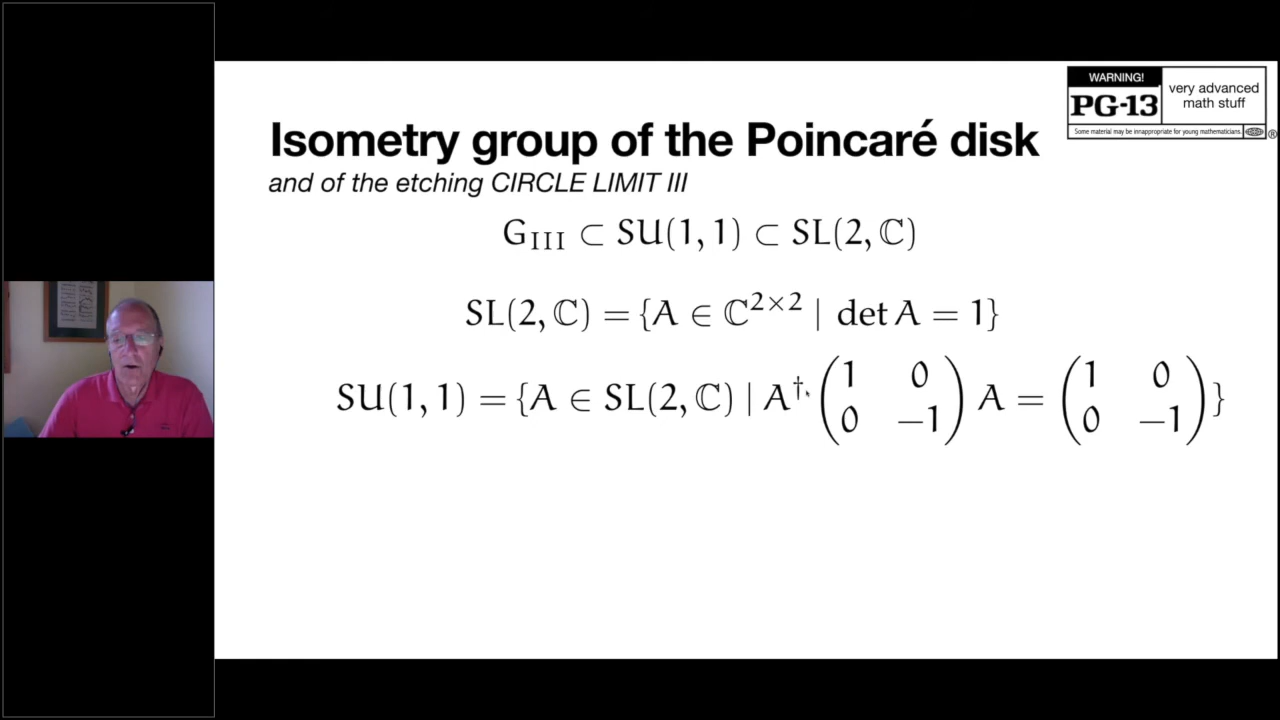 WARNING!
PG-13
very advanced
math stuff
Some material may be innappropriate for young mathematicians.
®
Isometry group of the Poincaré disk
and of the etching CIRCLE LIMIT III
G_III ⊂ SU(1, 1) ⊂ SL(2, ℂ)
SL(2, ℂ) = {A ∈ ℂ^{2×2} | det A = 1}
SU(1, 1) = {A ∈ SL(2, ℂ) | A^† (1 0 / 0 −1) A = (1 0 / 0 −1)}